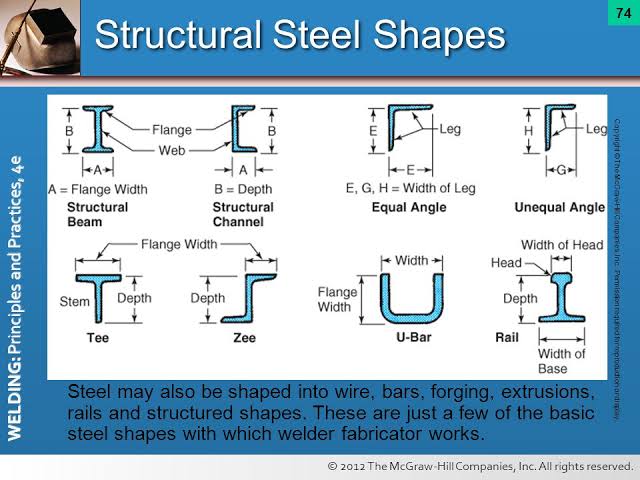 74
Structural Steel Shapes
WELDING: Principles and Practices, 4e
B
Flange
Web
B
A
A
A = Flange Width
B = Depth
Structural
Beam
Structural
Channel
E
Leg
E
H
Leg
G
E, G, H = Width of Leg
Equal Angle
Unequal Angle
Flange Width
Stem
Depth
Tee
Depth
Zee
Width
Flange
Width
U-Bar
Width of Head
Head
Depth
Rail
Width of
Base
Copyright © The McGraw-Hill Companies, Inc. Permission required for reproduction or display.
Steel may also be shaped into wire, bars, forging, extrusions,
rails and structured shapes. These are just a few of the basic
steel shapes with which welder fabricator works.
© 2012 The McGraw-Hill Companies, Inc. All rights reserved.